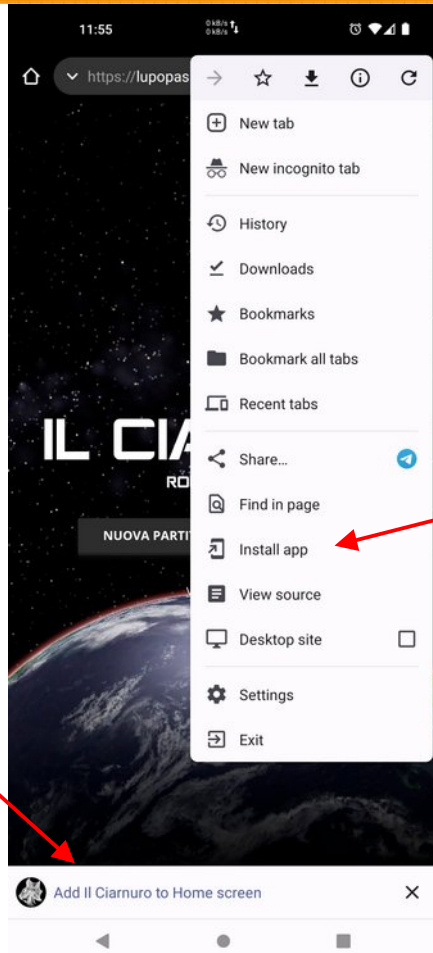 11:55
0 kB/s
0 kB/s
https://lupopas
New tab
New incognito tab
History
Downloads
Bookmarks
Bookmark all tabs
Recent tabs
IL CIA
Share...
RO
Find in page
NUOVA PARTI
Install app
View source
Desktop site
Settings
Exit
Add Il Ciarnuro to Home screen